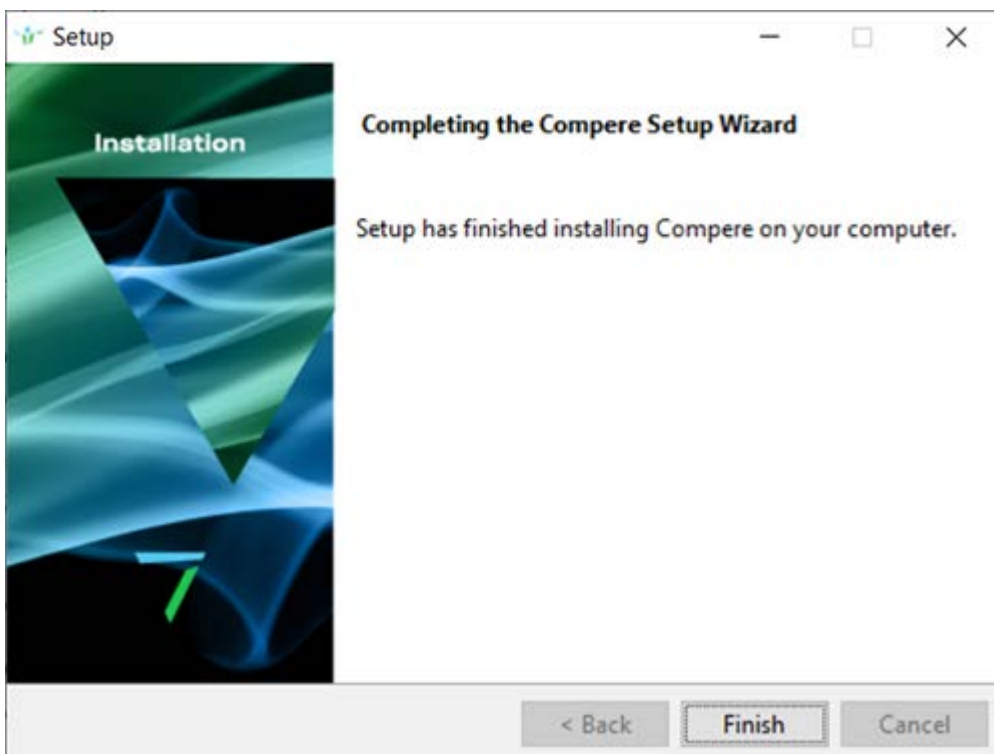 Setup
Installation
Completing the Compere Setup Wizard
Setup has finished installing Compere on your computer.
< Back
Finish
Cancel